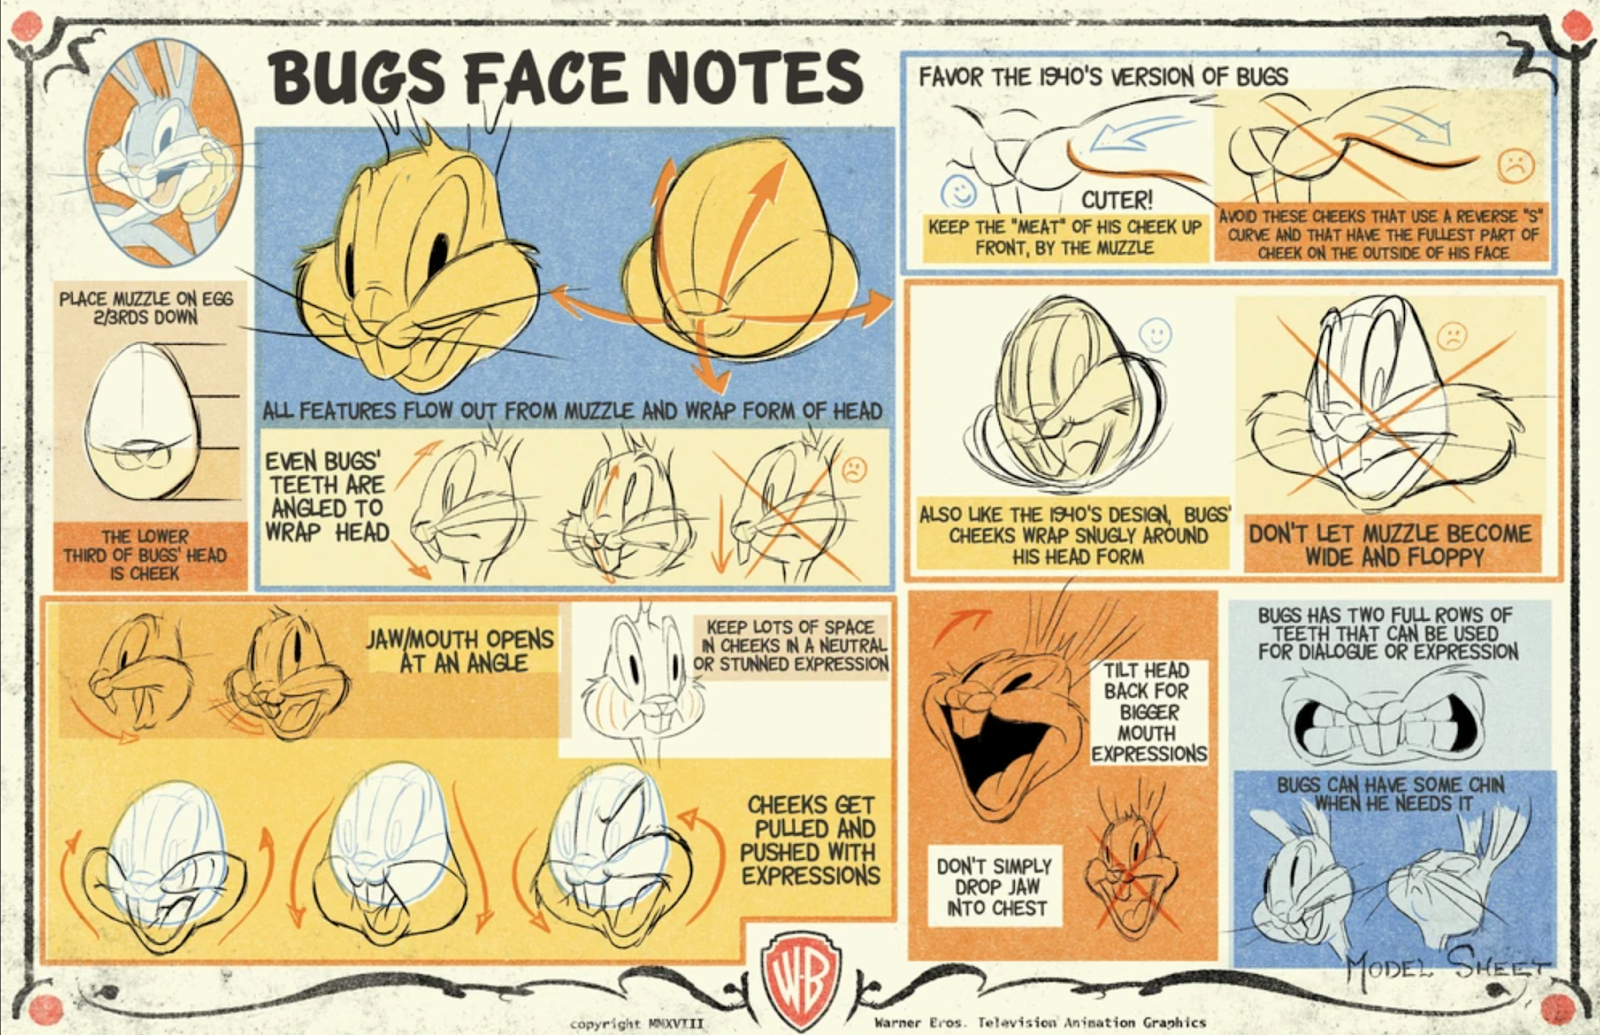 BUGS FACE NOTES
PLACE MUZZLE ON EGG
2/3RDS DOWN
THE LOWER
THIRD OF BUGS' HEAD
IS CHEEK
ALL FEATURES FLOW OUT FROM MUZZLE AND WRAP FORM OF HEAD
EVEN BUGS'
TEETH ARE
ANGLED TO
WRAP HEAD
FAVOR THE 1940'S VERSION OF BUGS
CUTER!
KEEP THE "MEAT" OF HIS CHEEK UP
FRONT, BY THE MUZZLE
AVOID THESE CHEEKS THAT USE A REVERSE "S"
CURVE AND THAT HAVE THE FULLEST PART OF
CHEEK ON THE OUTSIDE OF HIS FACE
ALSO LIKE THE 1940'S DESIGN, BUGS'
CHEEKS WRAP SNUGLY AROUND
HIS HEAD FORM
DON'T LET MUZZLE BECOME
WIDE AND FLOPPY
JAW/MOUTH OPENS
AT AN ANGLE
KEEP LOTS OF SPACE
IN CHEEKS IN A NEUTRAL
OR STUNNED EXPRESSION
CHEEKS GET
PULLED AND
PUSHED WITH
EXPRESSIONS
TILT HEAD
BACK FOR
BIGGER
MOUTH
EXPRESSIONS
DON'T SIMPLY
DROP JAW
INTO CHEST
BUGS HAS TWO FULL ROWS OF
TEETH THAT CAN BE USED
FOR DIALOGUE OR EXPRESSION
BUGS CAN HAVE SOME CHIN
WHEN HE NEEDS IT
MODEL SHEET
WB
copyright MMXVIII
Warner Bros. Television Animation Graphics